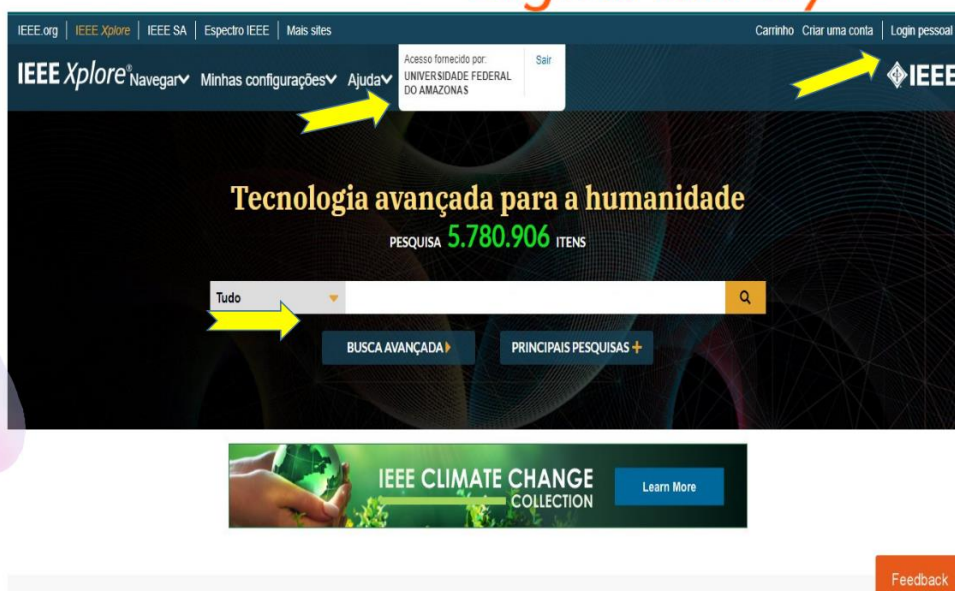 IEEE.org | IEEE Xplore | IEEE SA | Espectro IEEE | Mais sites
Carrinho Criar uma conta | Login pessoal
IEEE Xplore® Navegar Minhas configurações Ajuda
Acesso fornecido por:
UNIVERSIDADE FEDERAL
DO AMAZONAS
Sair
IEEE
Tecnologia avançada para a humanidade
PESQUISA 5.780.906 ITENS
Tudo
BUSCA AVANÇADA
PRINCIPAIS PESQUISAS +
IEEE CLIMATE CHANGE
COLLECTION
Learn More
Feedback